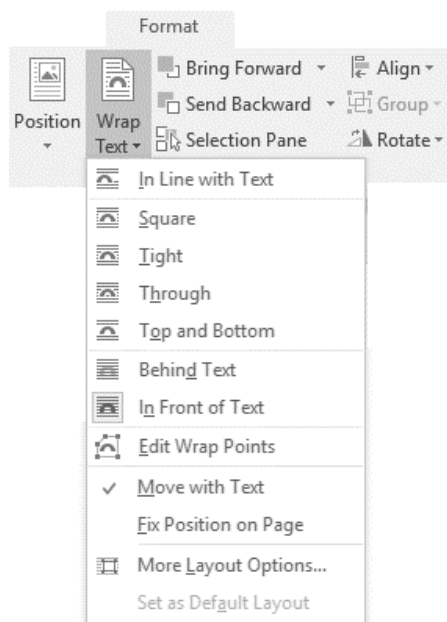 Format
Position
Wrap
Text
Bring Forward
Send Backward
Selection Pane
Align
Group
Rotate
In Line with Text
Square
Tight
Through
Top and Bottom
Behind Text
In Front of Text
Edit Wrap Points
Move with Text
Fix Position on Page
More Layout Options...
Set as Default Layout